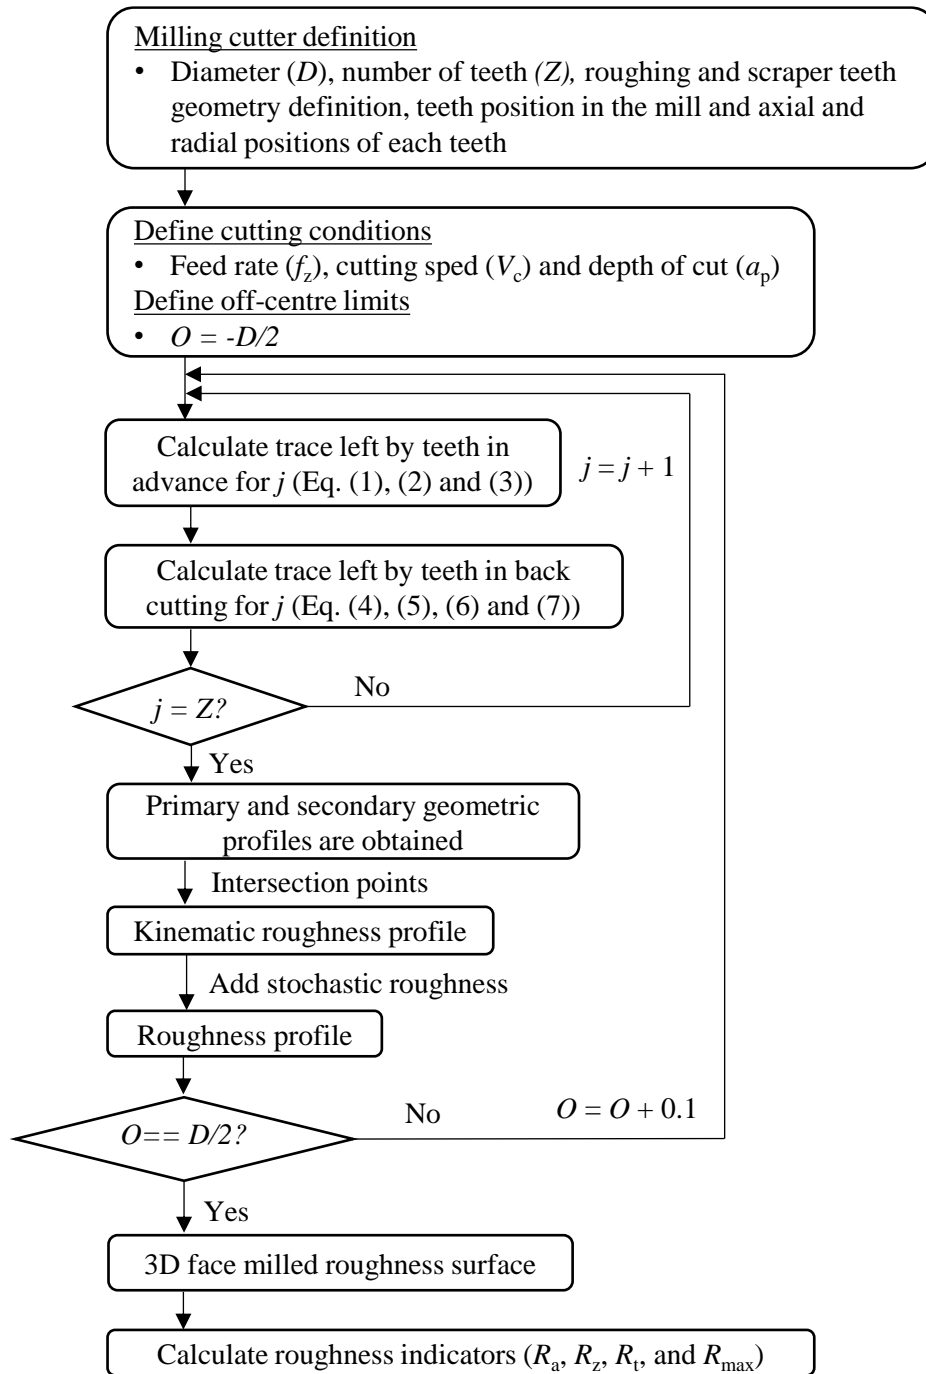 Milling cutter definition
• Diameter (D), number of teeth (Z), roughing and scraper teeth
geometry definition, teeth position in the mill and axial and
radial positions of each teeth
Define cutting conditions
• Feed rate (fz), cutting sped (Vc) and depth of cut (ap)
Define off-centre limits
• O = -D/2
Calculate trace left by teeth in
advance for j (Eq. (1), (2) and (3))
j = j + 1
Calculate trace left by teeth in back
cutting for j (Eq. (4), (5), (6) and (7))
j = Z?
No
Yes
Primary and secondary geometric
profiles are obtained
Intersection points
Kinematic roughness profile
Add stochastic roughness
Roughness profile
O== D/2?
No
O = O + 0.1
Yes
3D face milled roughness surface
Calculate roughness indicators (Ra, Rz, Rt, and Rmax)